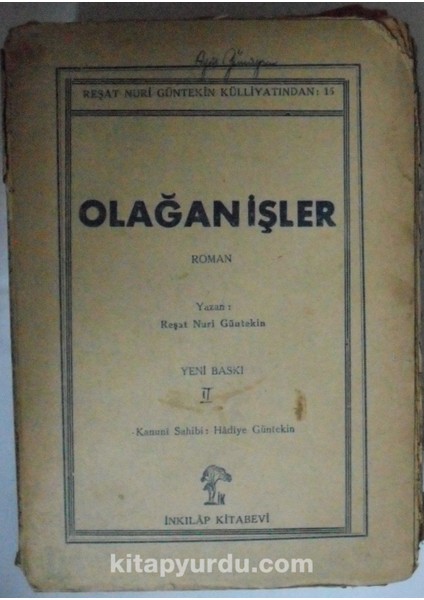 REŞAT NURİ GÜNTEKİN KÜLLİYATINDAN: 15
OLAĞAN İŞLER
ROMAN
Yazan:
Reşat Nuri Güntekin
YENİ BASKI
II
Kanuni Sahibi: Hâdiye Güntekin
İNKILÂP KİTABEVİ
kitapyurdu.com